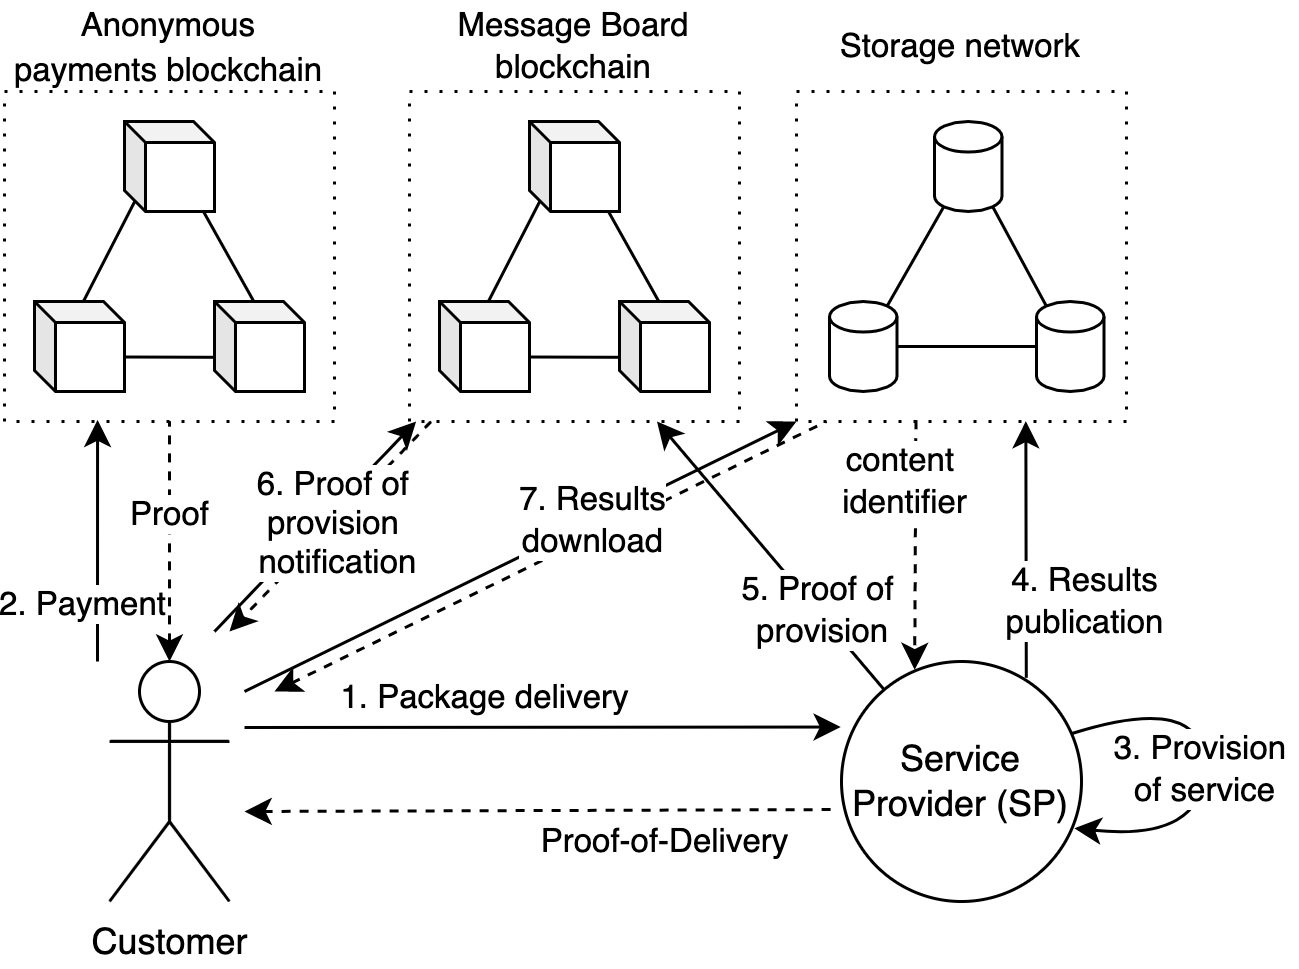 Anonymous
payments blockchain
Message Board
blockchain
Storage network
Proof
2. Payment
6. Proof of
provision
notification
7. Results
download
content
identifier
5. Proof of
provision
4. Results
publication
1. Package delivery
Service
Provider (SP)
3. Provision
of service
Proof-of-Delivery
Customer